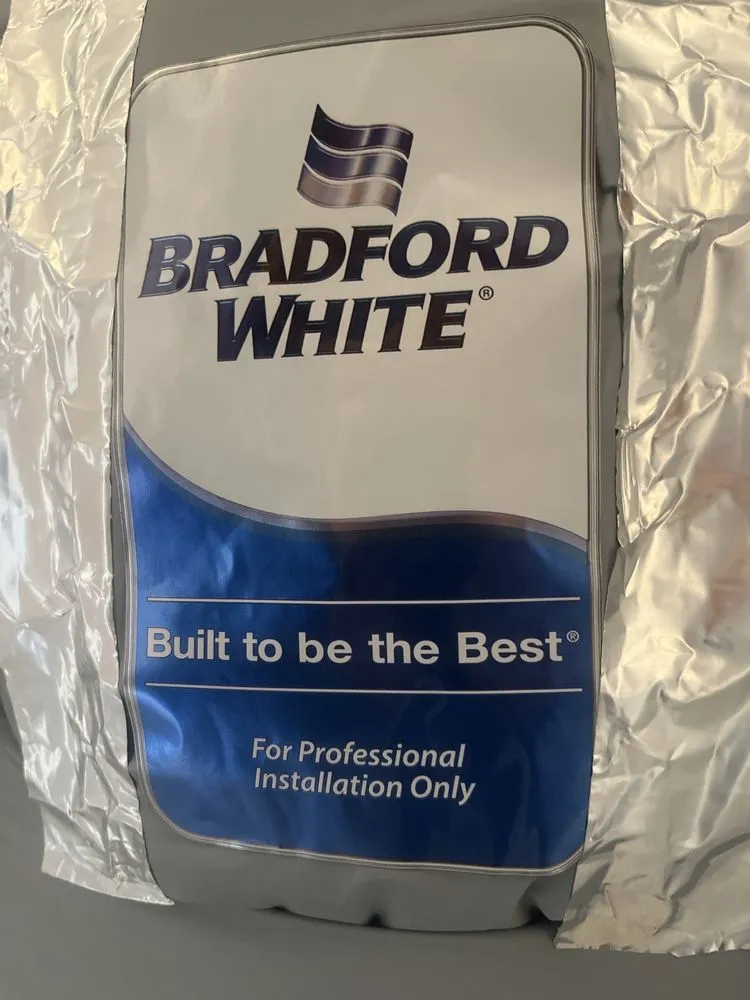 BRADFORD
WHITE®
Built to be the Best®
For Professional
Installation Only